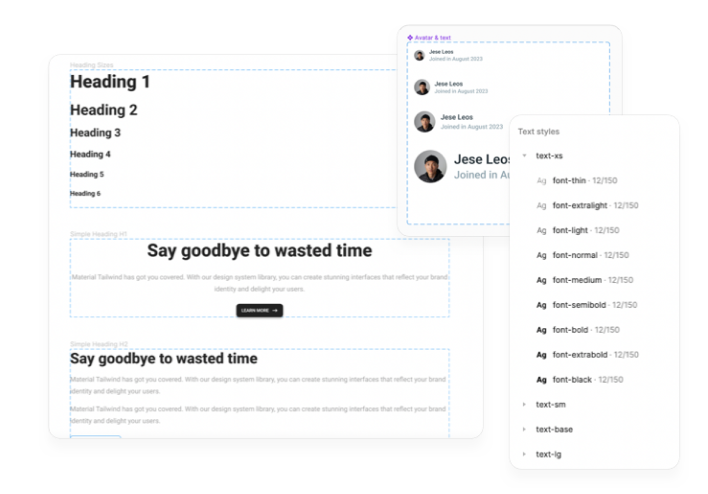 Heading Sizes
Heading 1
Heading 2
Heading 3
Heading 4
Heading 5
Heading 6
Simple Heading H1
Say goodbye to wasted time
Material Tailwind has got you covered. With our design system library, you can create stunning interfaces that reflect your brand
identity and delight your users.
LEARN MORE →
Simple Heading H2
Say goodbye to wasted time
Material Tailwind has got you covered. With our design system library, you can create stunning interfaces that reflect your brand
identity and delight your users.
Material Tailwind has got you covered. With our design system library, you can create stunning interfaces that reflect your brand
identity and delight your users.
Avatar & text
Jese Leos
Joined in August 2023
Jese Leos
Joined in August 2023
Jese Leos
Joined in August 2023
Jese Leos
Joined in Au
Text styles
text-xs
Ag font-thin · 12/150
Ag font-extralight · 12/150
Ag font-light · 12/150
Ag font-normal · 12/150
Ag font-medium · 12/150
Ag font-semibold · 12/150
Ag font-bold · 12/150
Ag font-extrabold · 12/150
Ag font-black · 12/150
text-sm
text-base
text-lg